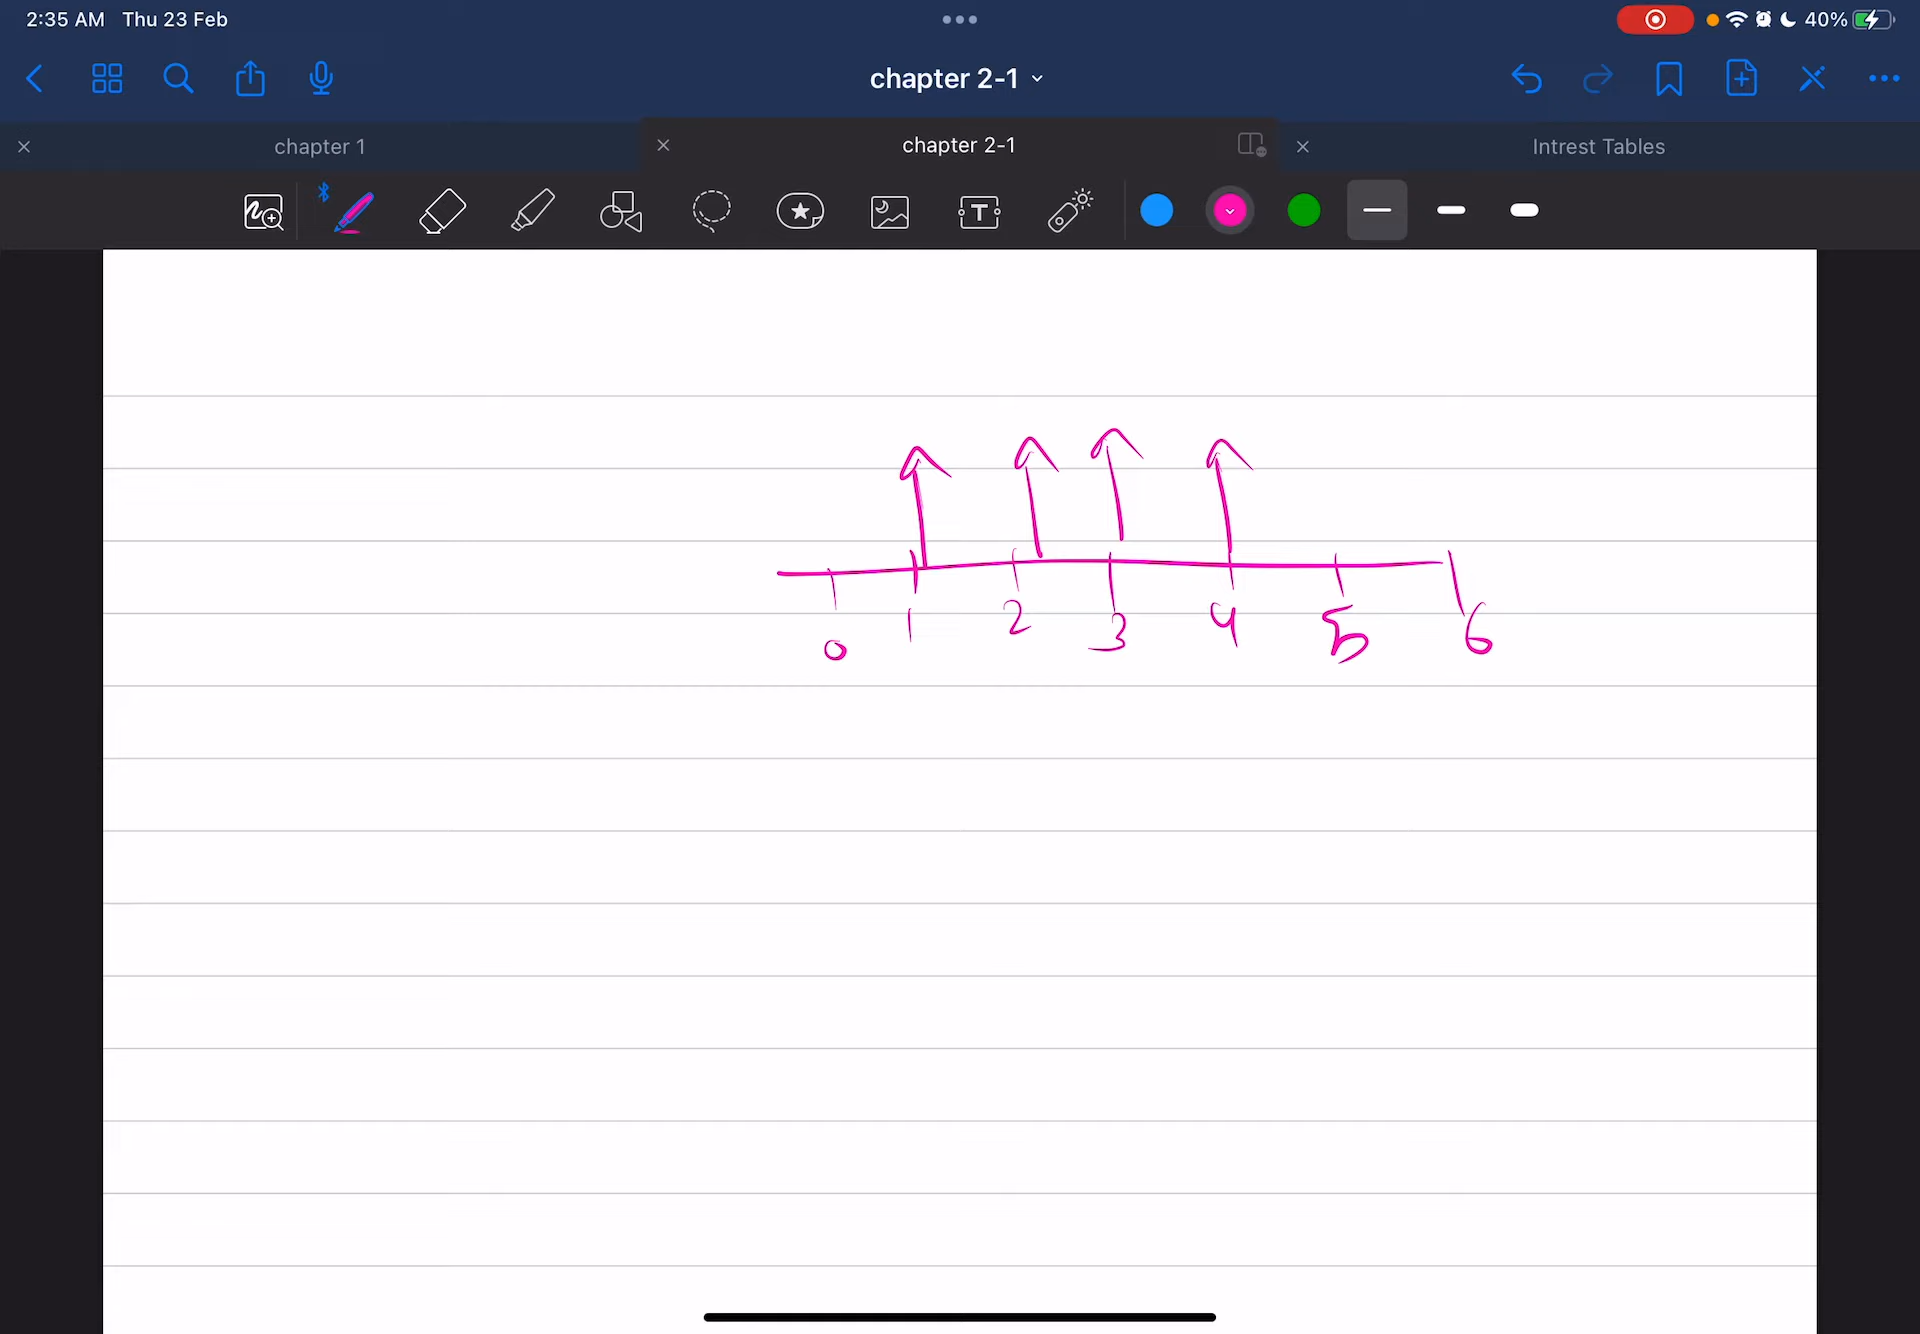 2:35 AM Thu 23 Feb
40%
chapter 2-1
chapter 1
chapter 2-1
Intrest Tables
T
0 1 2 3 4 5 6